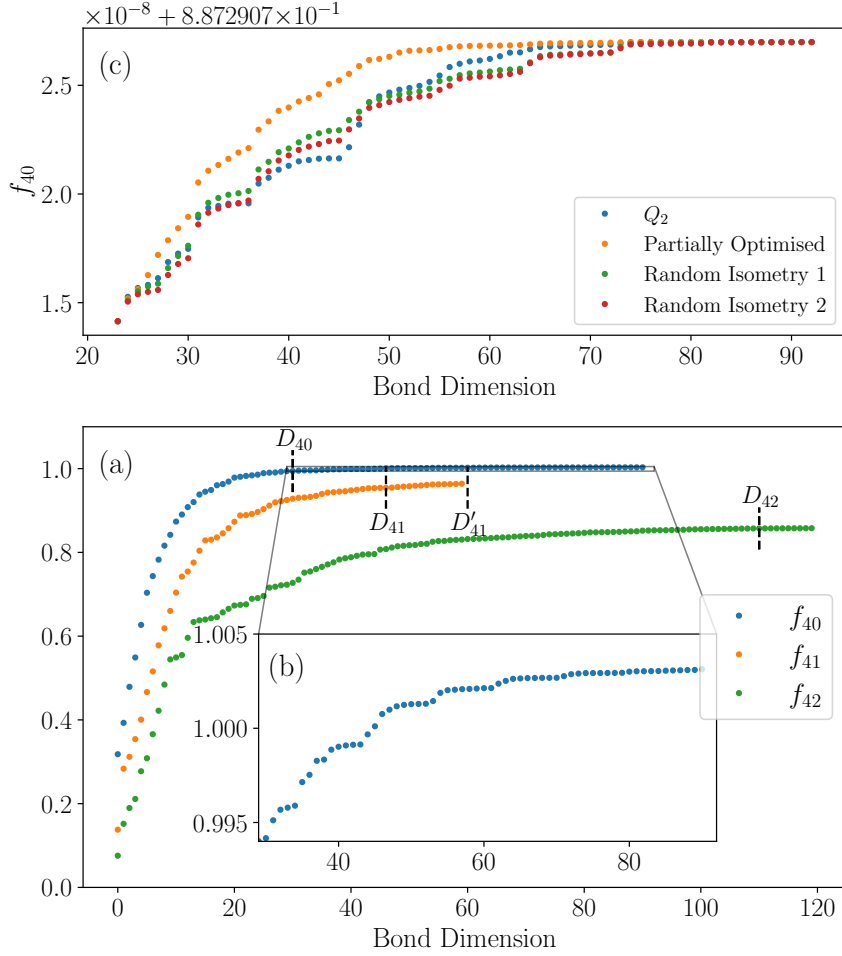 ×10⁻⁸ + 8.872907×10⁻¹
(c)
f₄₀
2.5
2.0
1.5
Q₂
Partially Optimised
Random Isometry 1
Random Isometry 2
20 30 40 50 60 70 80 90
Bond Dimension
(a)
D₄₀
D₄₁
D′₄₁
D₄₂
1.0
0.8
0.6
0.4
0.2
0.0
f₄₀
f₄₁
f₄₂
(b)
1.005
1.000
0.995
40 60 80
0 20 40 60 80 100 120
Bond Dimension